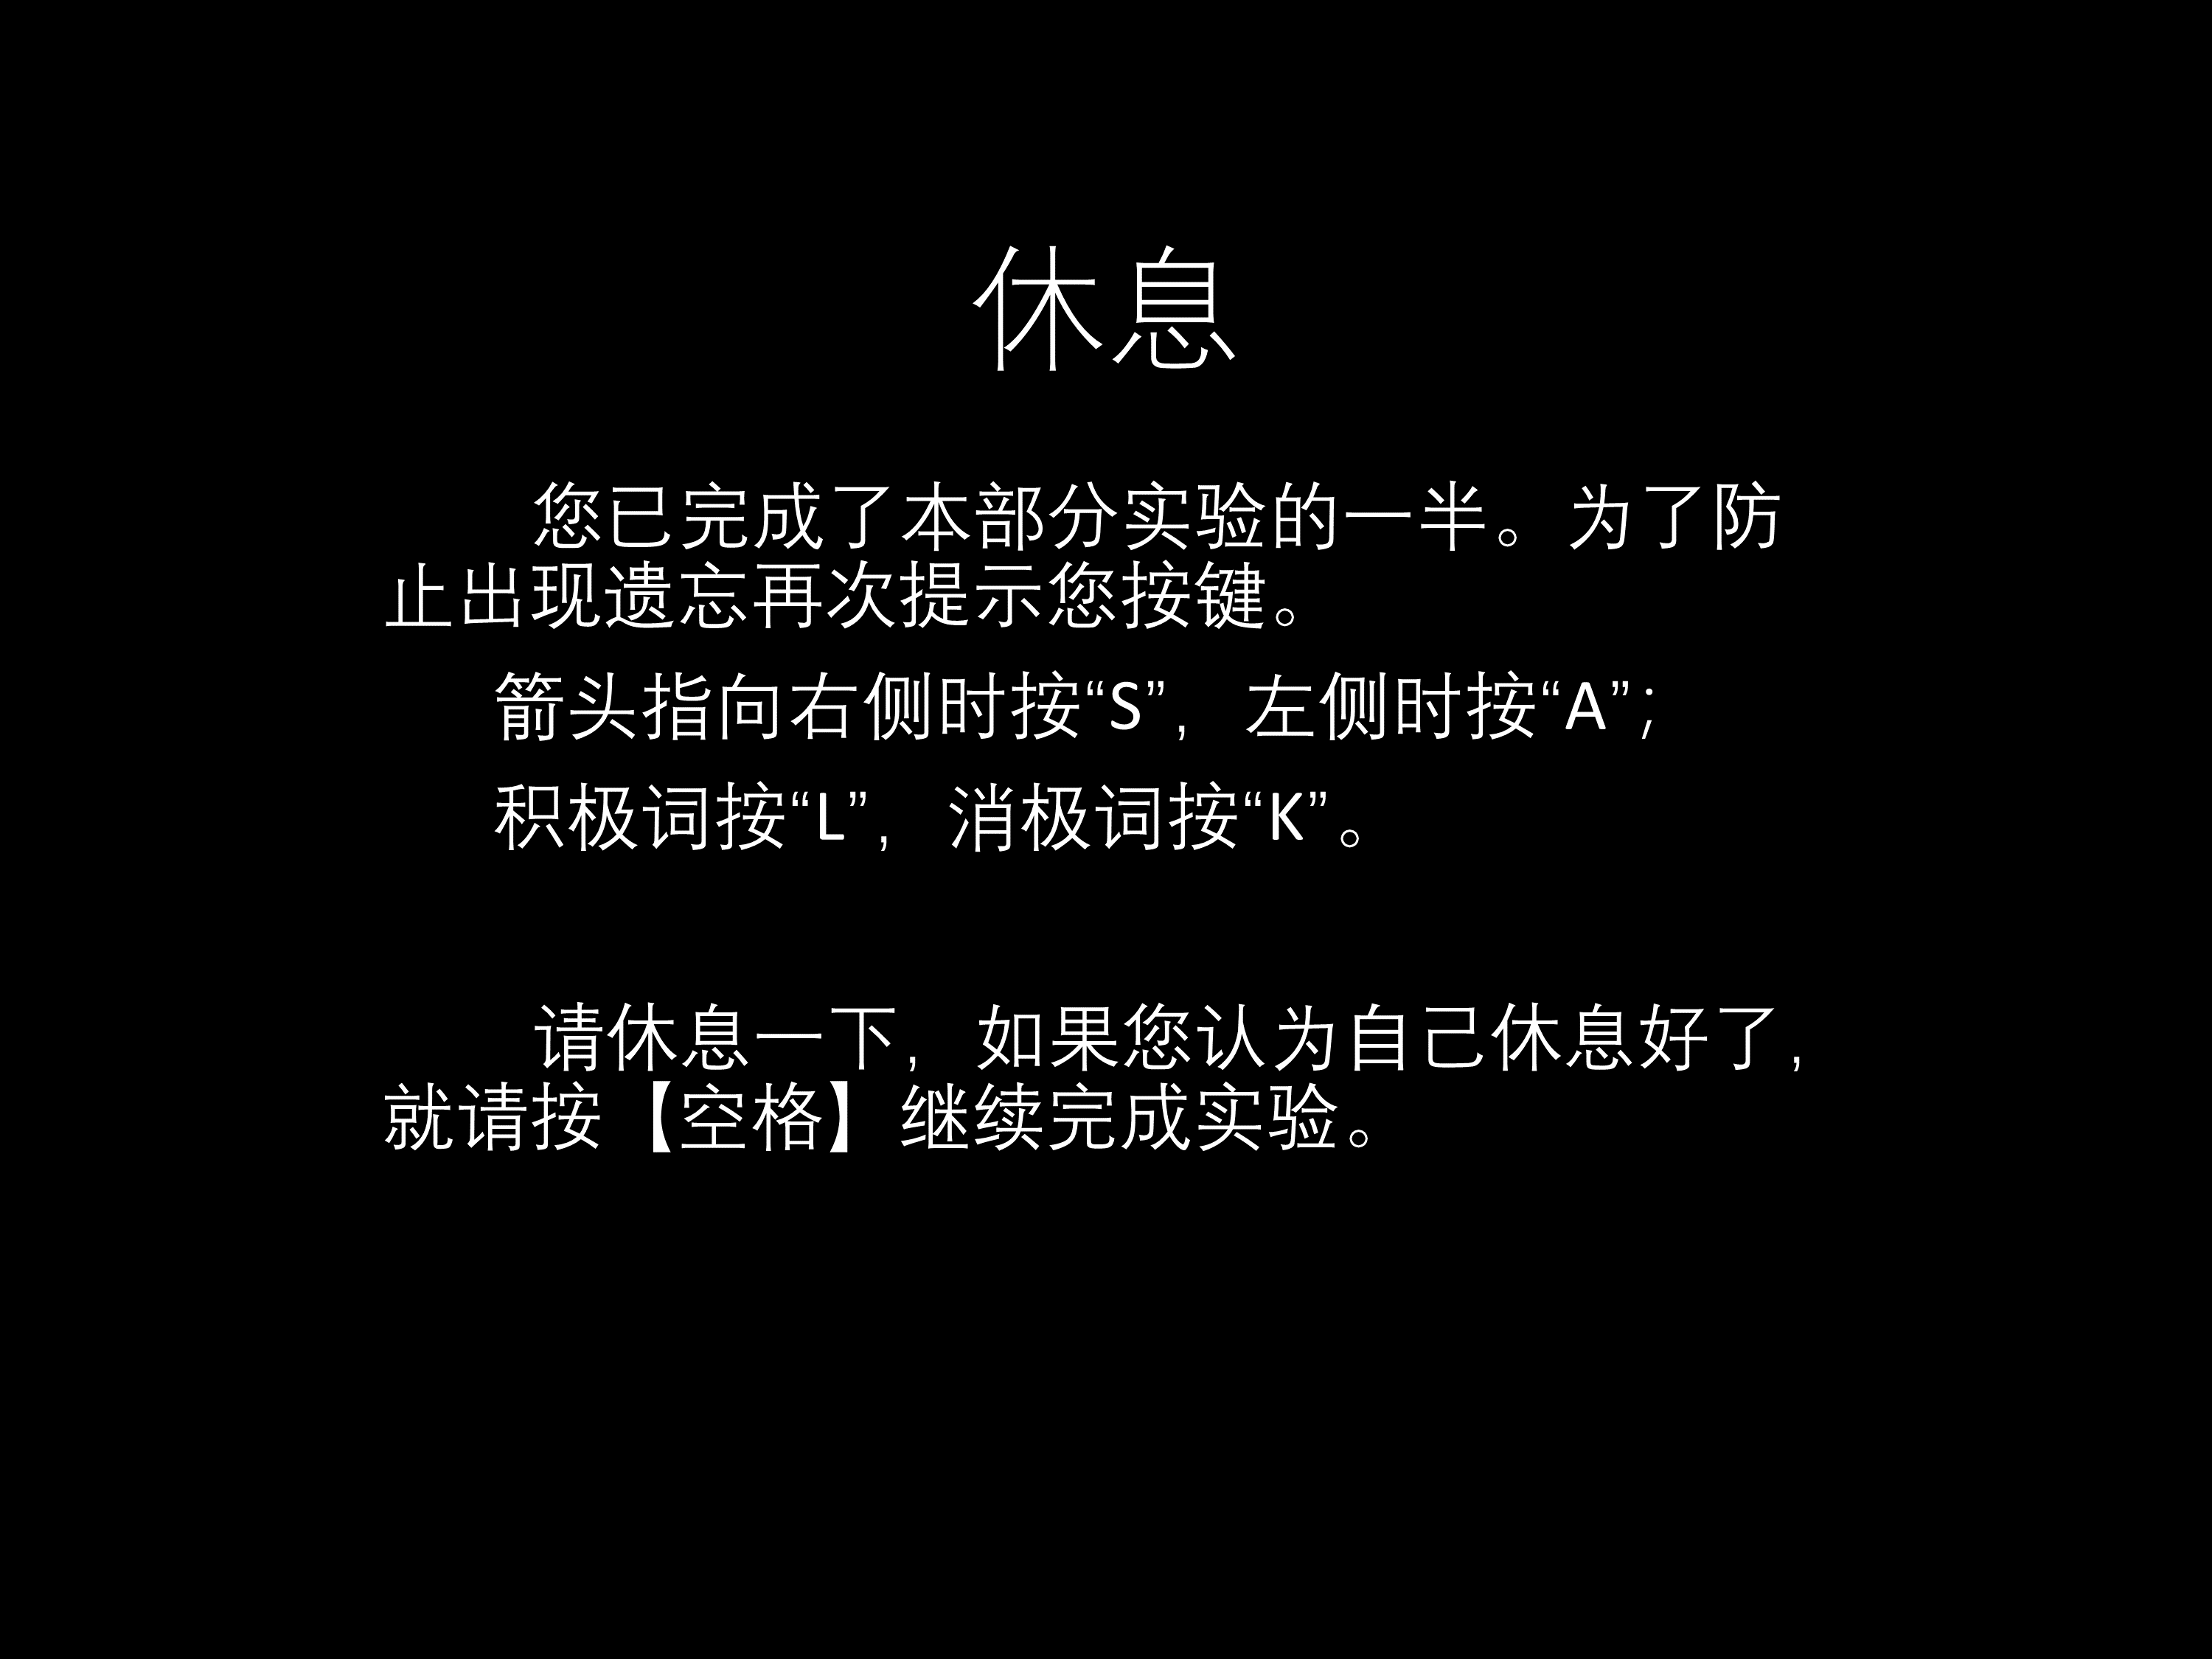 休息
您已完成了本部分实验的一半。为了防
止出现遗忘再次提示您按键。
箭头指向右侧时按“S”，左侧时按“A”；
积极词按“L”，消极词按“K”。
请休息一下，如果您认为自己休息好了，
就请按【空格】继续完成实验。